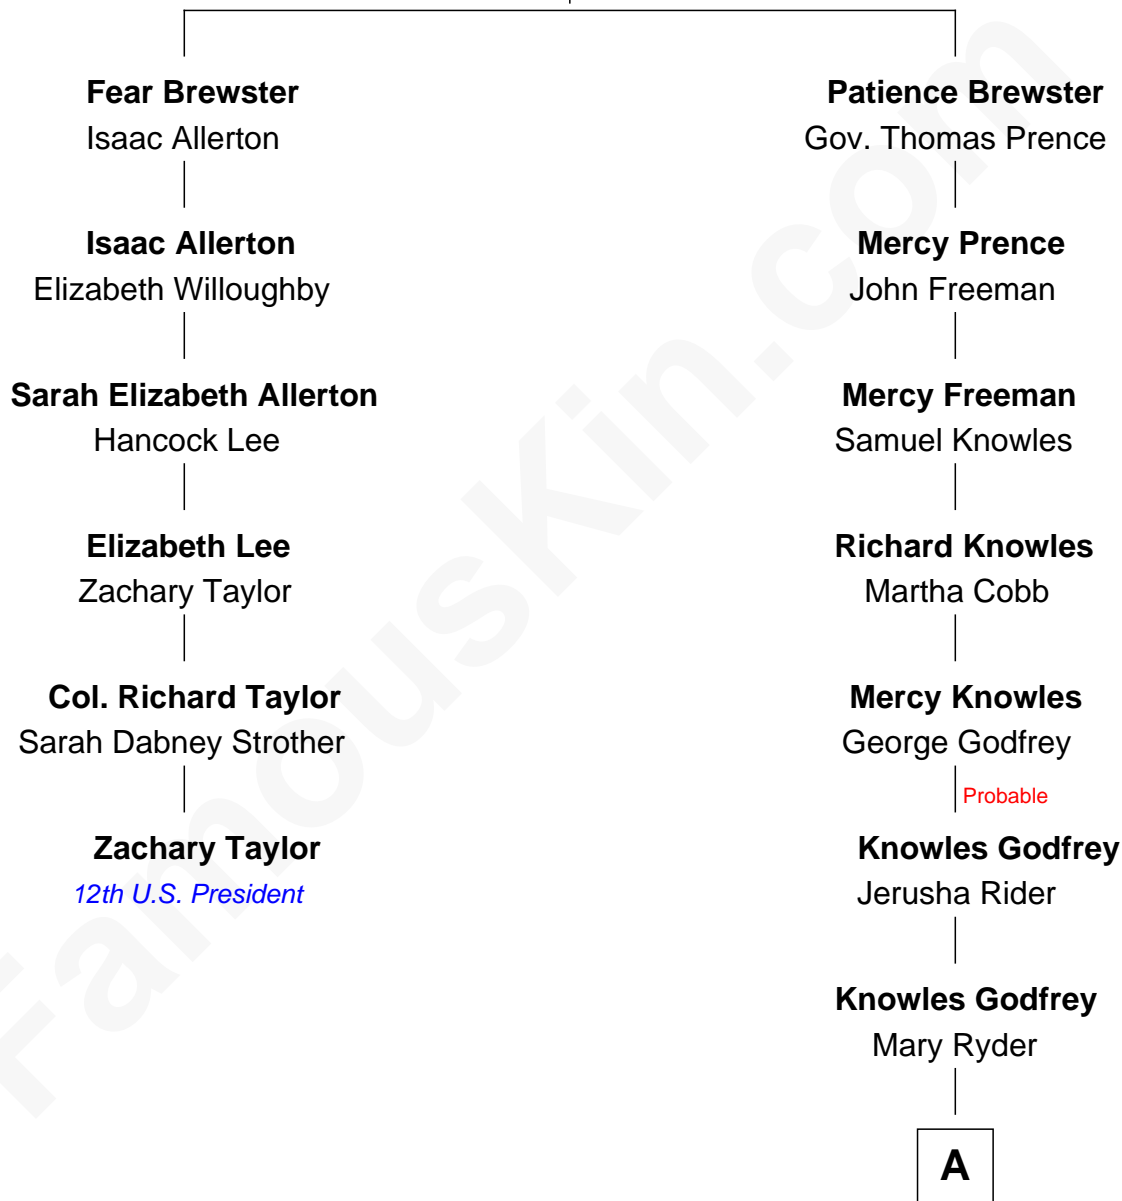 Fear Brewster
Isaac Allerton
Patience Brewster
Gov. Thomas Prence
Isaac Allerton
Elizabeth Willoughby
Mercy Prence
John Freeman
Sarah Elizabeth Allerton
Hancock Lee
Mercy Freeman
Samuel Knowles
Elizabeth Lee
Zachary Taylor
Richard Knowles
Martha Cobb
Col. Richard Taylor
Sarah Dabney Strother
Mercy Knowles
George Godfrey
Probable
Zachary Taylor
12th U.S. President
Knowles Godfrey
Jerusha Rider
Knowles Godfrey
Mary Ryder
A
FamousKin.com